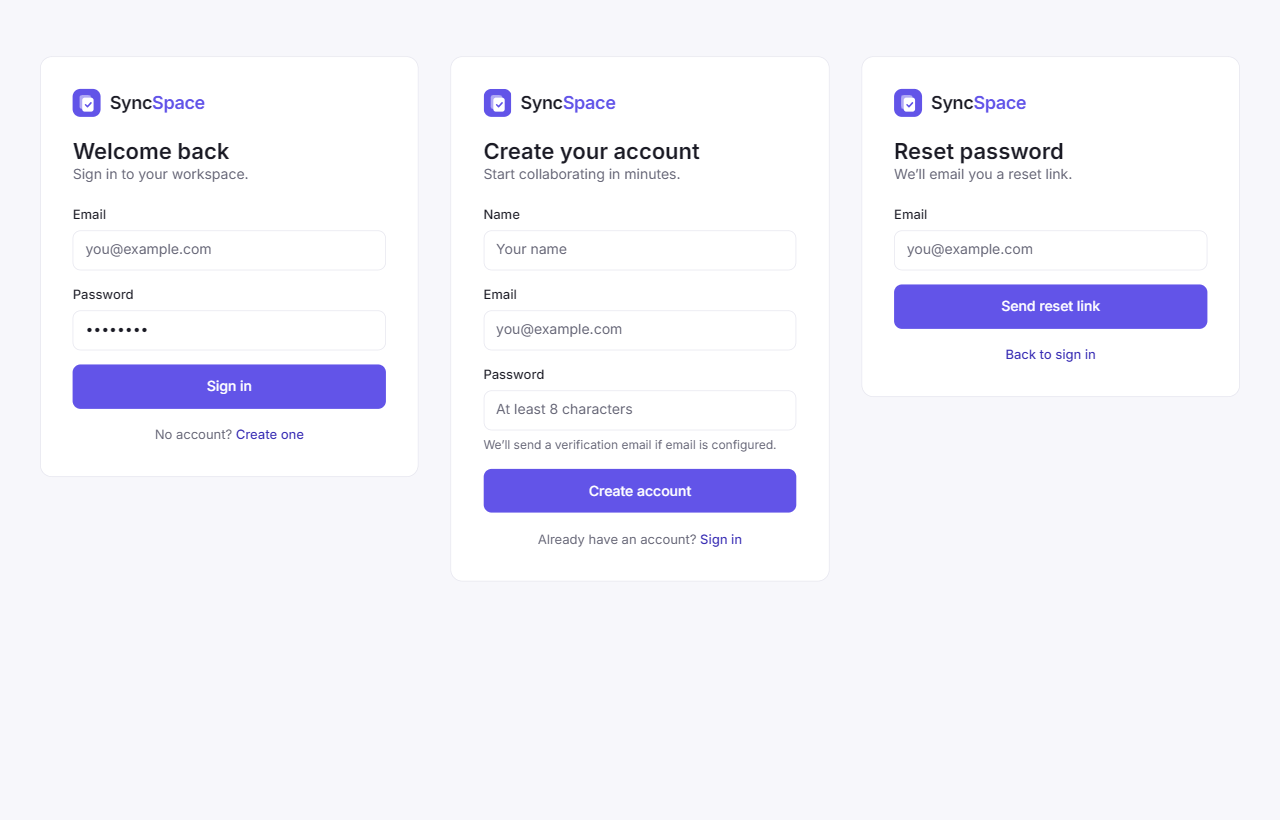 SyncSpace
Welcome back
Sign in to your workspace.
Email
you@example.com
Password
••••••••
Sign in
No account? Create one
SyncSpace
Create your account
Start collaborating in minutes.
Name
Your name
Email
you@example.com
Password
At least 8 characters
We’ll send a verification email if email is configured.
Create account
Already have an account? Sign in
SyncSpace
Reset password
We’ll email you a reset link.
Email
you@example.com
Send reset link
Back to sign in